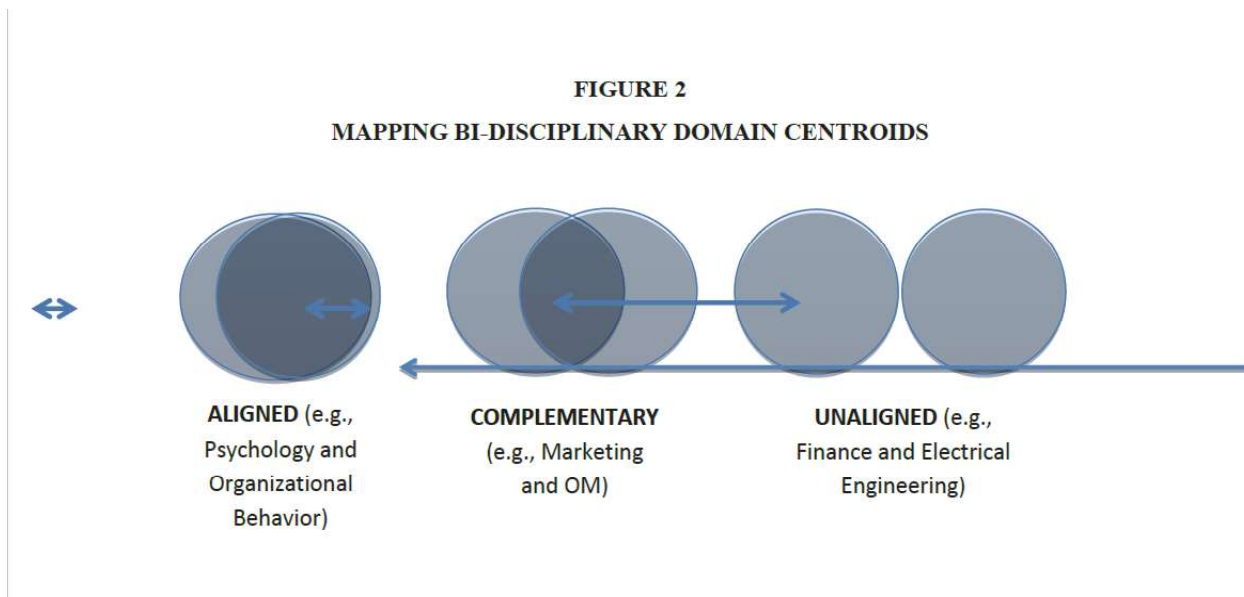 FIGURE 2
MAPPING BI-DISCIPLINARY DOMAIN CENTROIDS
ALIGNED (e.g.,
Psychology and
Organizational
Behavior)
COMPLEMENTARY
(e.g., Marketing
and OM)
UNALIGNED (e.g.,
Finance and Electrical
Engineering)